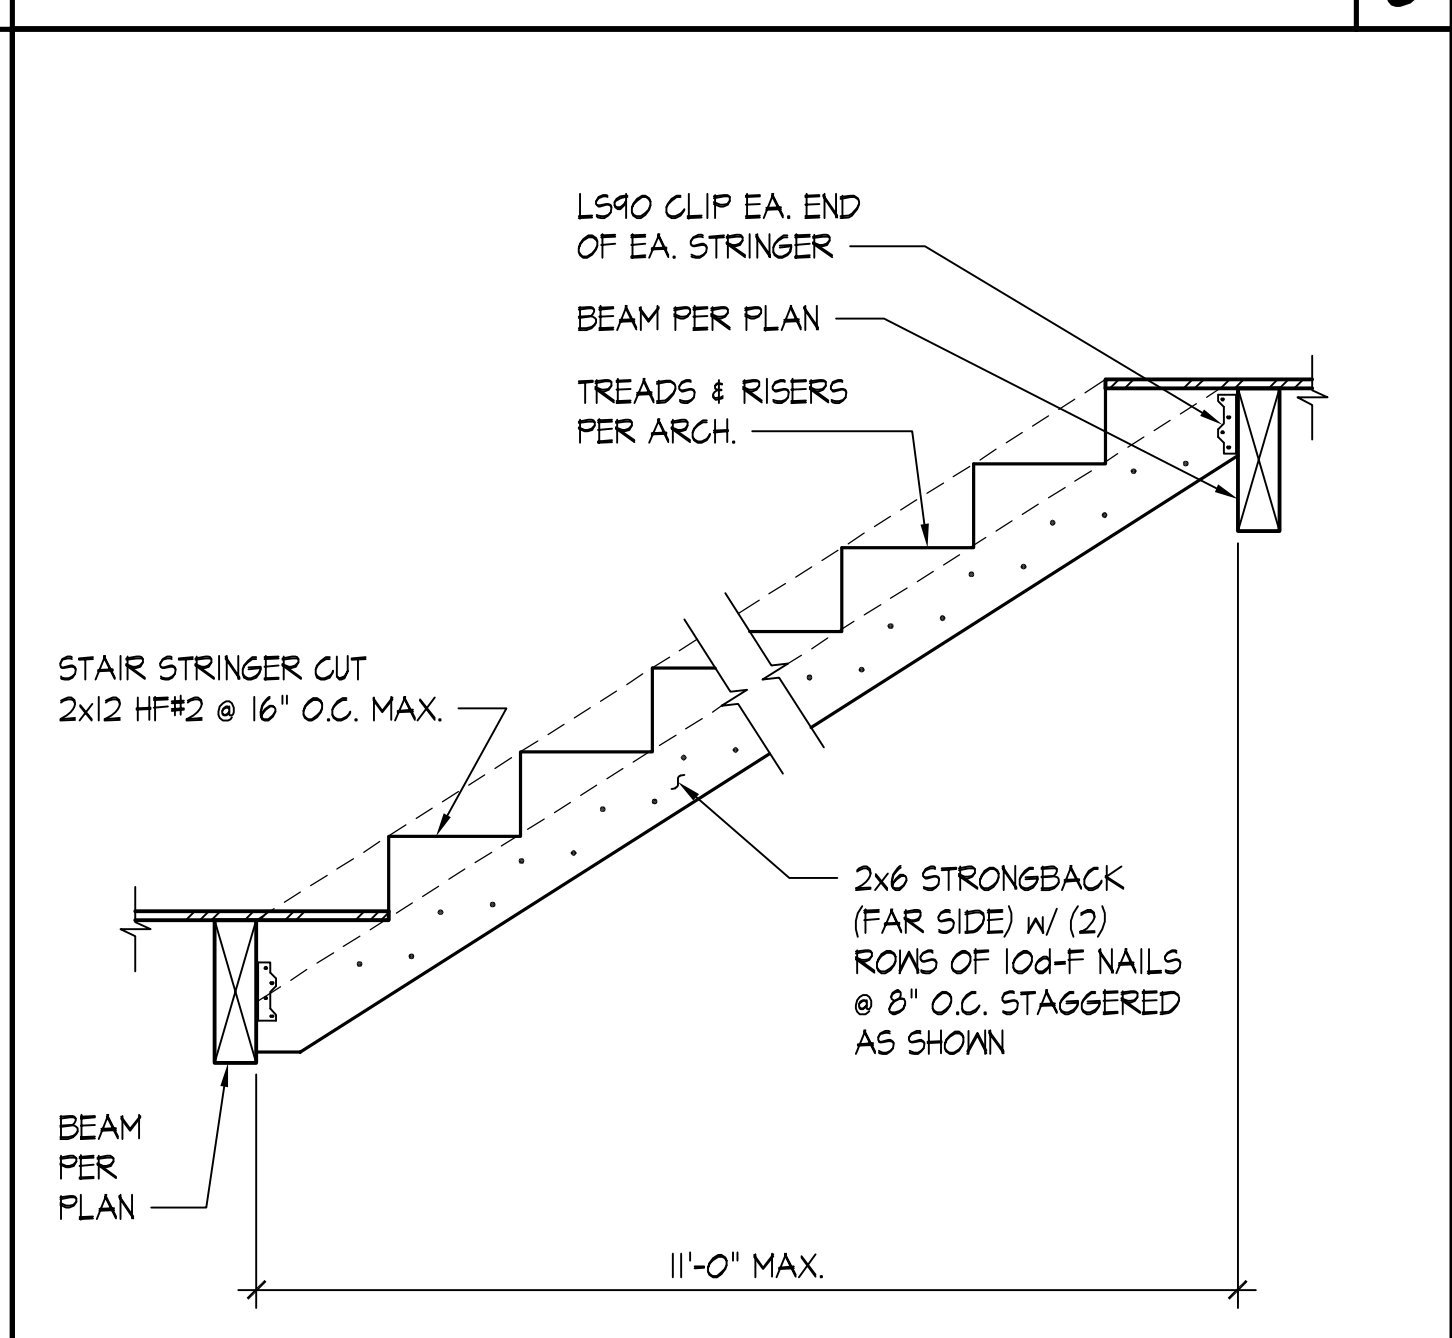 LS90 CLIP EA. END
OF EA. STRINGER
BEAM PER PLAN
TREADS & RISERS
PER ARCH.
STAIR STRINGER CUT
2x12 HF#2 @ 16" O.C. MAX.
2x6 STRONGBACK
(FAR SIDE) W/ (2)
ROWS OF 10d-F NAILS
@ 8" O.C. STAGGERED
AS SHOWN
BEAM
PER
PLAN
11'-0" MAX.